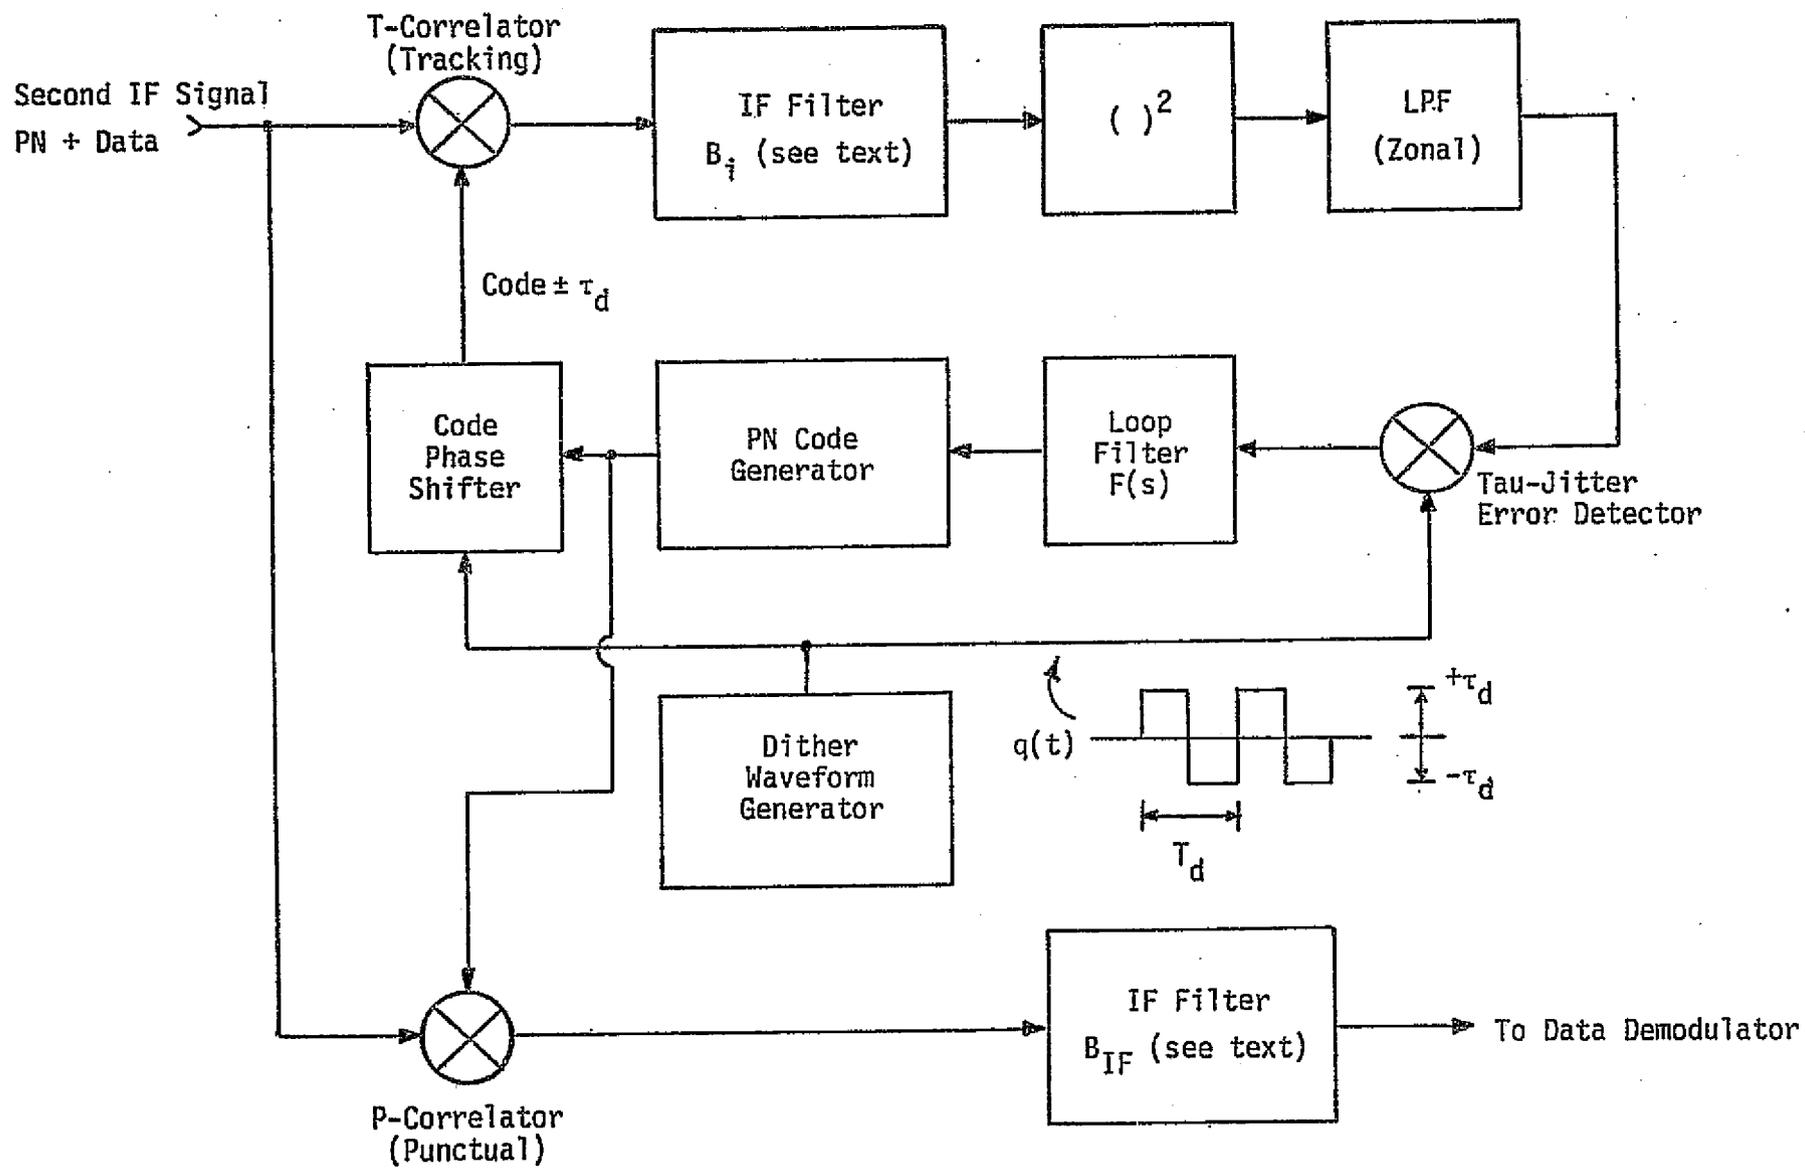 T-Correlator
(Tracking)
Second IF Signal
PN + Data
IF Filter
B_i (see text)
( )²
LPF
(Zonal)
Code ± τ_d
Code
Phase
Shifter
PN Code
Generator
Loop
Filter
F(s)
Tau-Jitter
Error Detector
Dither
Waveform
Generator
q(t)
+τ_d
-τ_d
T_d
IF Filter
B_IF (see text)
To Data Demodulator
P-Correlator
(Punctual)